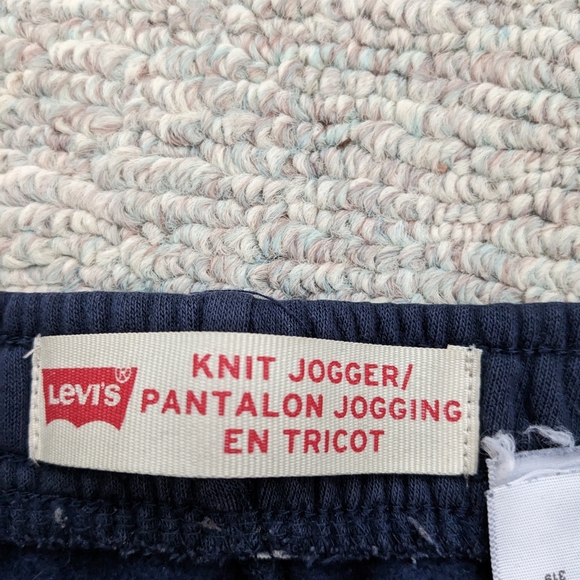 Levi's®
KNIT JOGGER/
PANTALON JOGGING
EN TRICOT